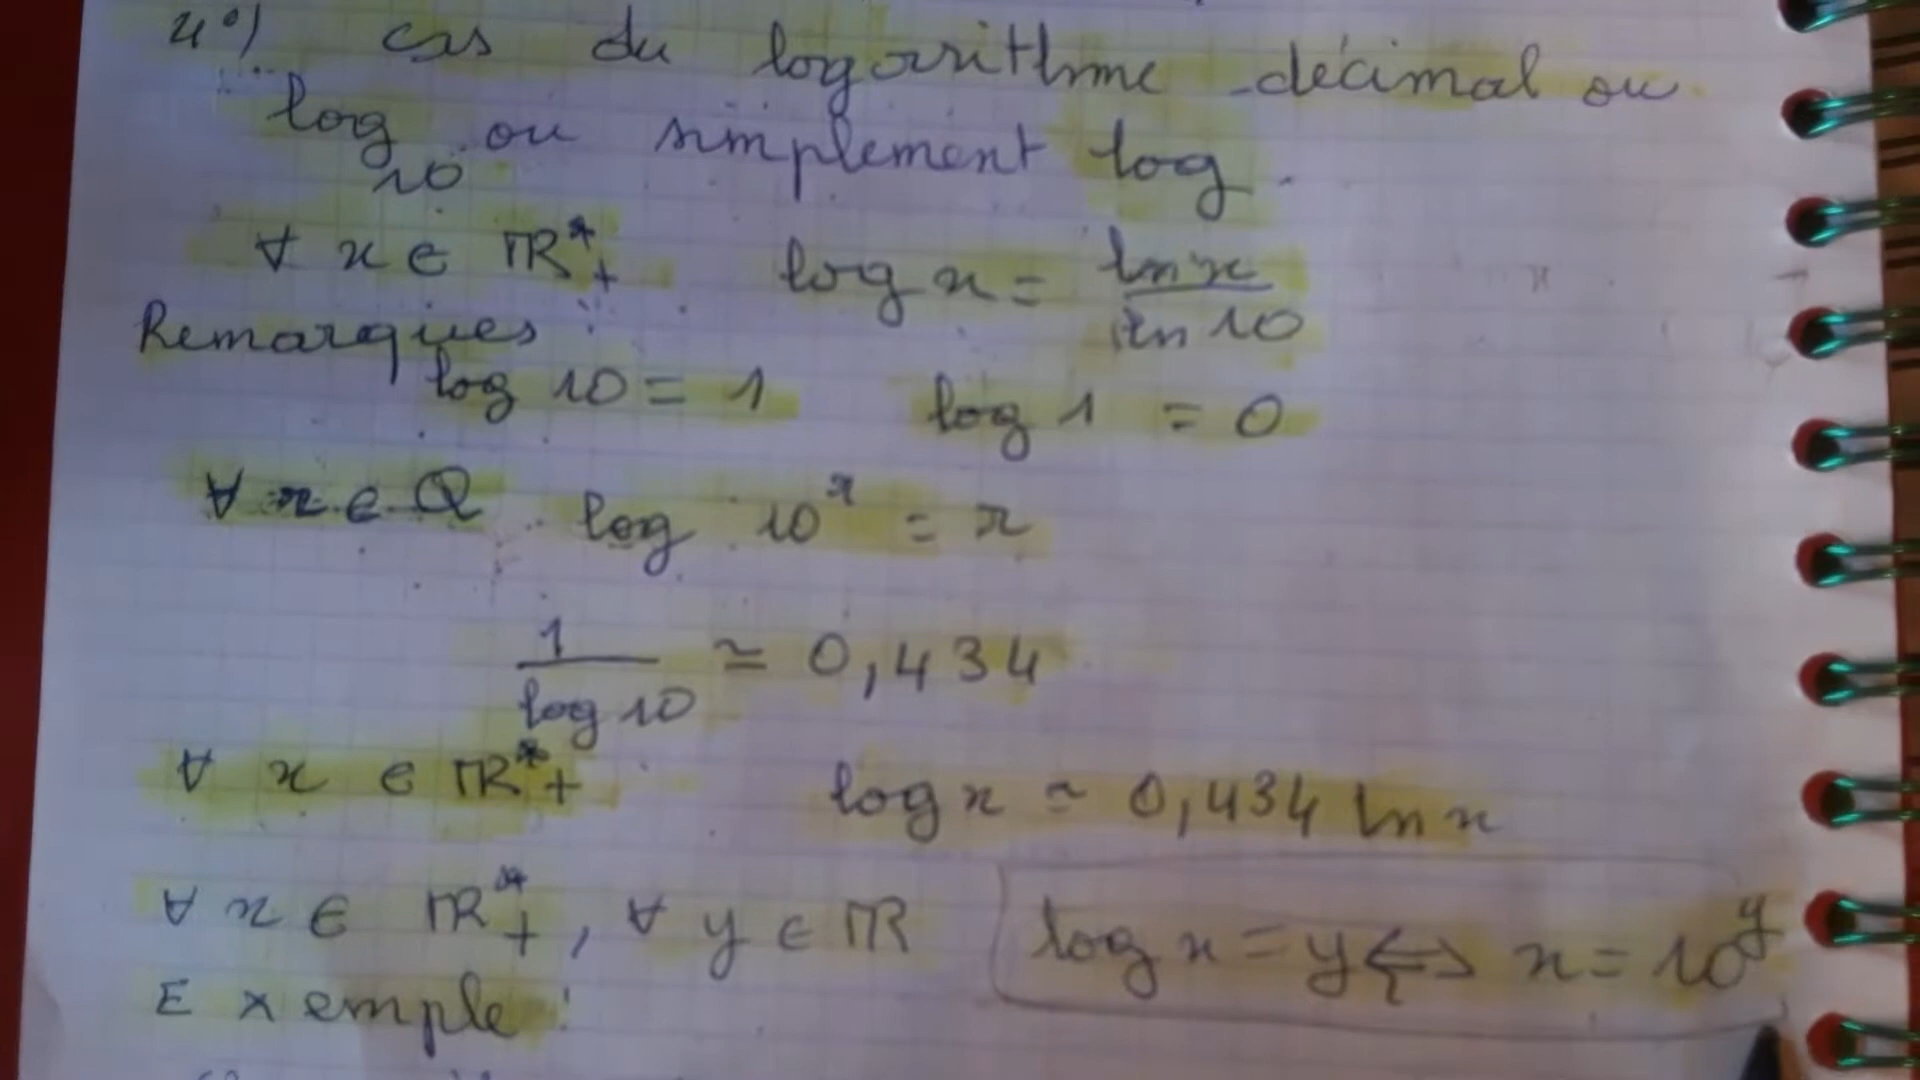 4°) cas du logarithme décimal ou
log₁₀ ou simplement log.
∀ x ∈ ℝ*₊ log x = ln x / ln 10
Remarques :
log 10 = 1 log 1 = 0
∀ x ∈ Q log 10ˣ = x
1 / log 10 ≃ 0,434
∀ x ∈ ℝ*₊ log x ≃ 0,434 ln x
∀ x ∈ ℝ*₊, ∀ y ∈ ℝ log x = y ⟺ x = 10ʸ
Exemple :